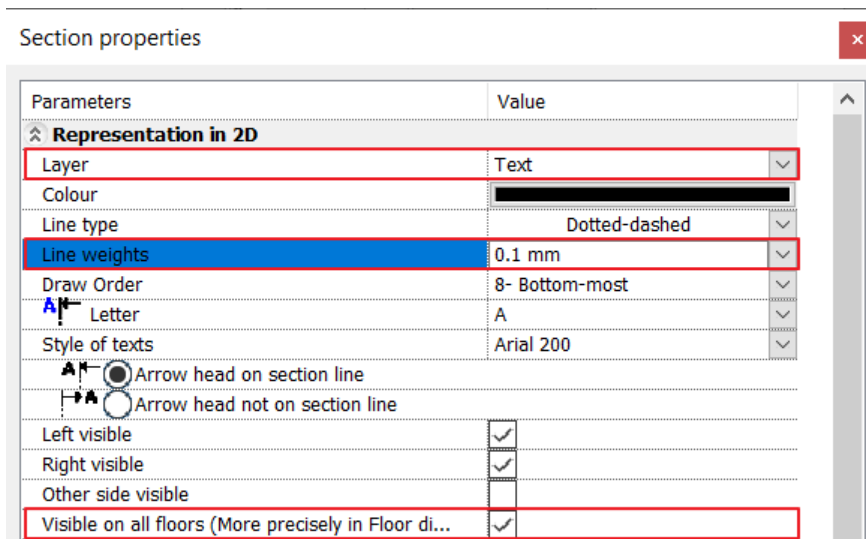 Section properties
×
Parameters Value
Representation in 2D
Layer Text
Colour
Line type Dotted-dashed
Line weights 0.1 mm
Draw Order 8- Bottom-most
A Letter A
Style of texts Arial 200
A Arrow head on section line
A Arrow head not on section line
Left visible
Right visible
Other side visible
Visible on all floors (More precisely in Floor di...